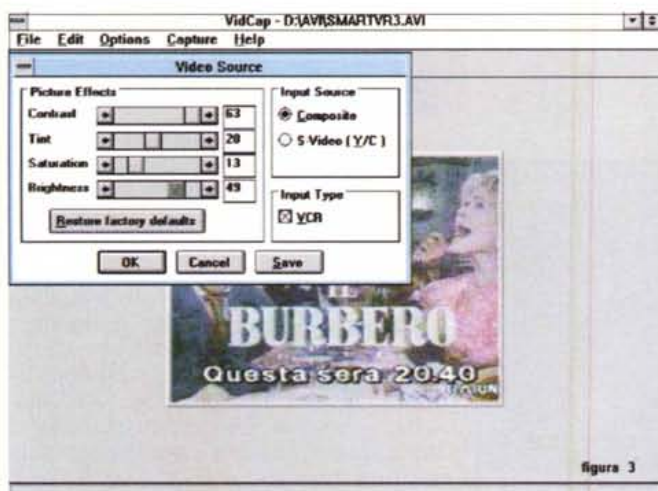 VidCap - D:\AVI\SMARTVR3.AVI
File Edit Options Capture Help
Video Source
Picture Effects
Contrast 63
Tint 20
Saturation 13
Brightness 49
Restore factory defaults
Input Source
Composite
S-Video ( Y/C )
Input Type
VCR
OK Cancel Save
IL
BURBERO
Questa sera 20.40
figura 3